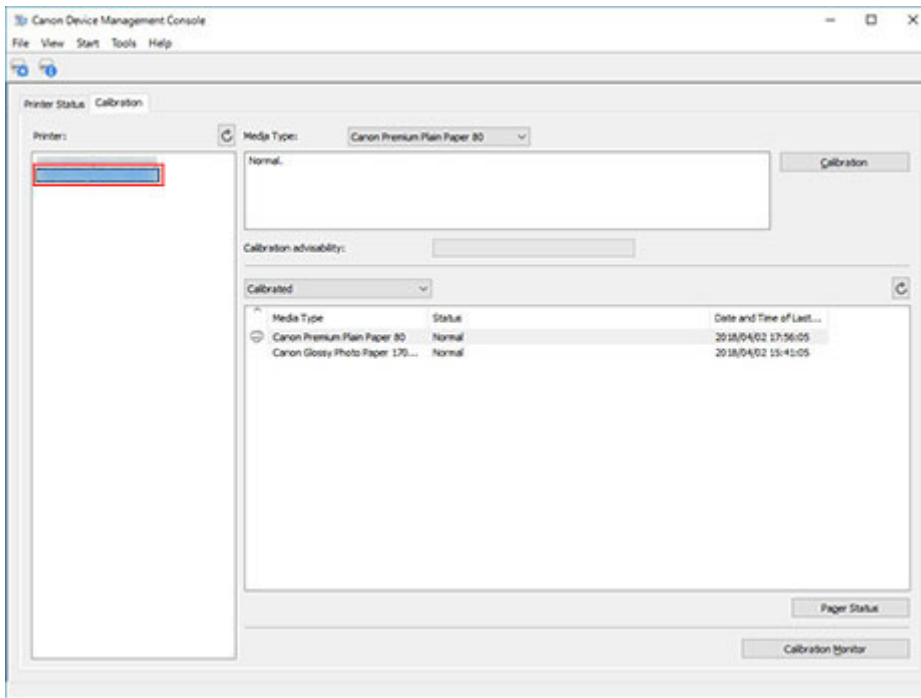 Canon Device Management Console
File View Start Tools Help
Printer Status Calibration
Printer: Media Type: Canon Premium Plain Paper 80
Normal. Calibration
Calibration advisability:
Calibrated
Media Type Status Date and Time of Last...
Canon Premium Plain Paper 80 Normal 2018/04/02 17:56:05
Canon Glossy Photo Paper 170... Normal 2018/04/02 15:41:05
Paper Status
Calibration Monitor